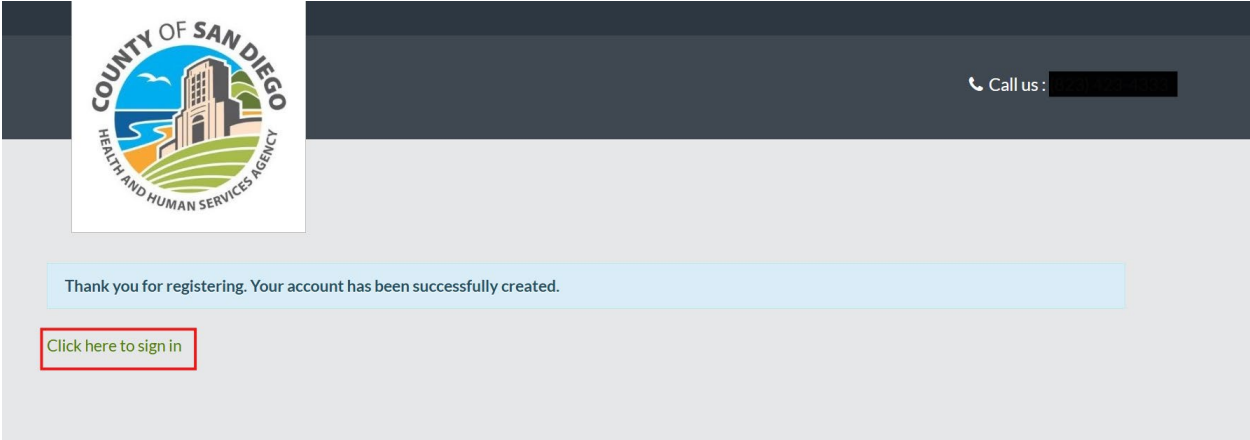 COUNTY OF SAN DIEGO
HEALTH AND HUMAN SERVICES AGENCY
Call us :
Thank you for registering. Your account has been successfully created.
Click here to sign in